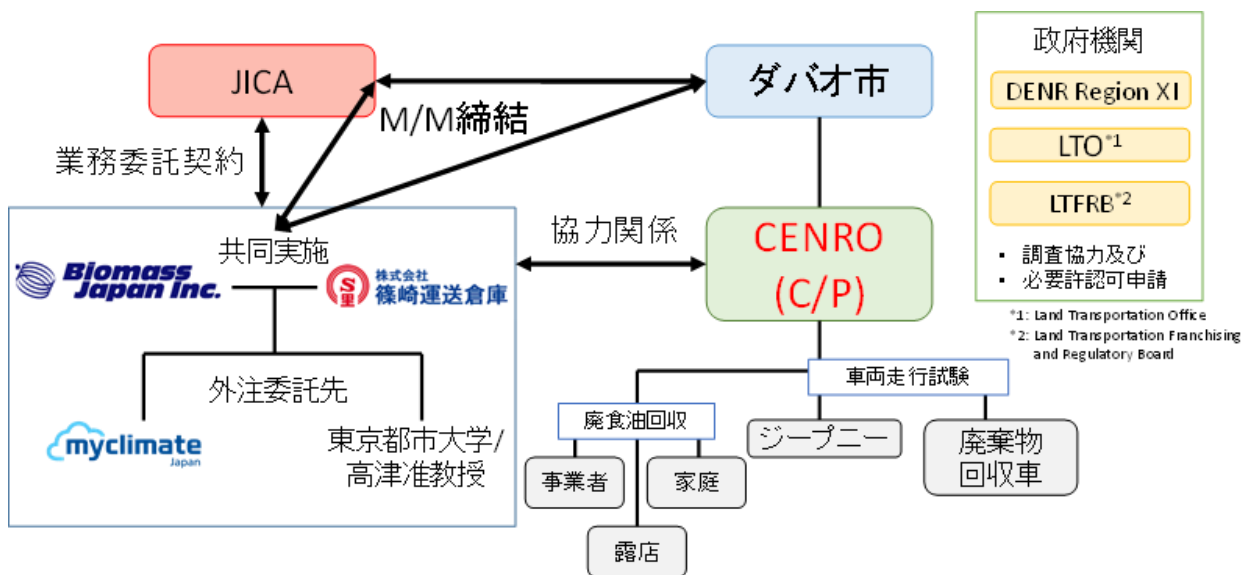 JICA
ダバオ市
M/M締結
業務委託契約
共同実施
Biomass
Japan Inc.
S里
株式会社
篠崎運送倉庫
外注委託先
myclimate
Japan
東京都市大学/
高津准教授
協力関係
CENRO
(C/P)
車両走行試験
廃食油回収
ジープニー
廃棄物
回収車
事業者
家庭
露店
政府機関
DENR Region XI
LTO*1
LTFRB*2
▪ 調査協力及び
▪ 必要許認可申請
*1: Land Transportation Office
*2: Land Transportation Franchising
and Regulatory Board